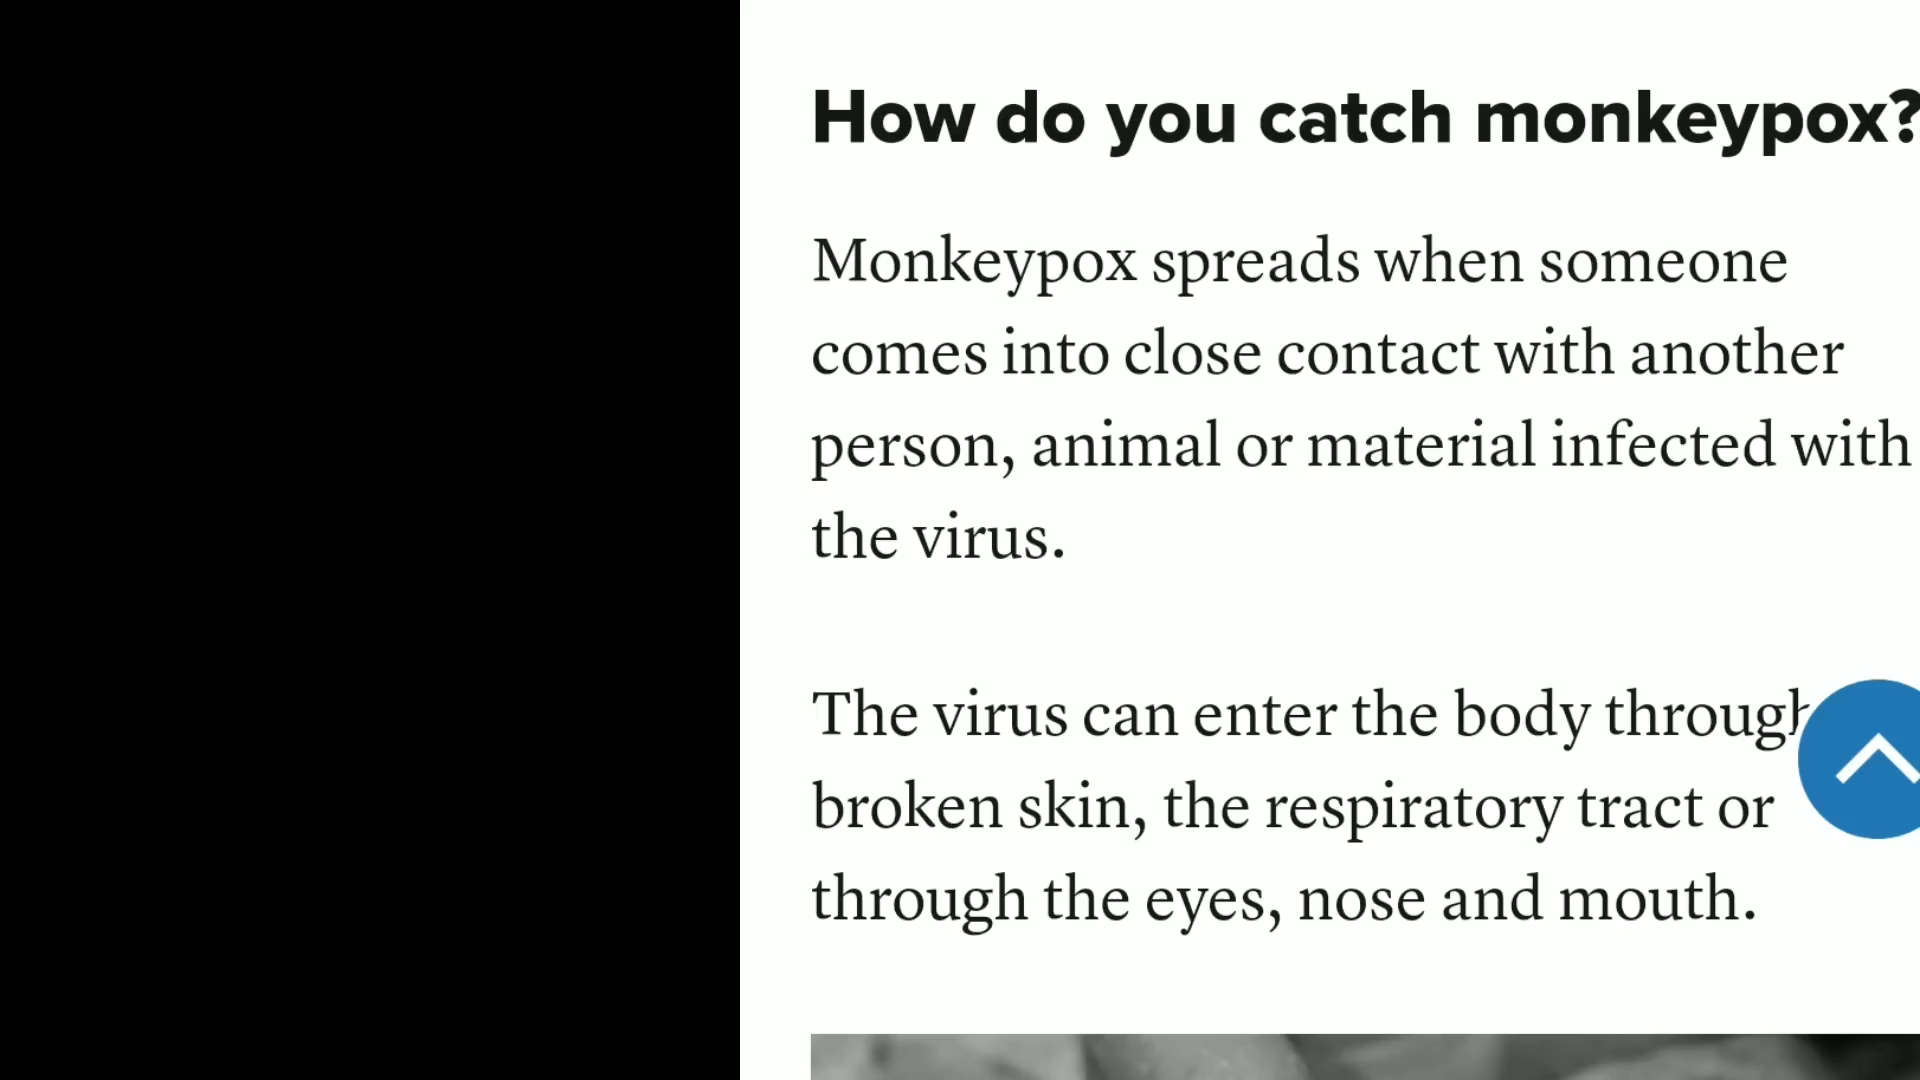 How do you catch monkeypox?
Monkeypox spreads when someone
comes into close contact with another
person, animal or material infected with
the virus.
The virus can enter the body through
broken skin, the respiratory tract or
through the eyes, nose and mouth.